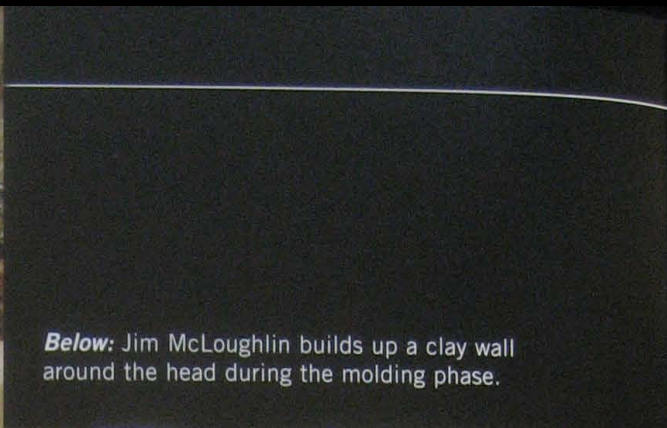 Below: Jim McLoughlin builds up a clay wall
around the head during the molding phase.